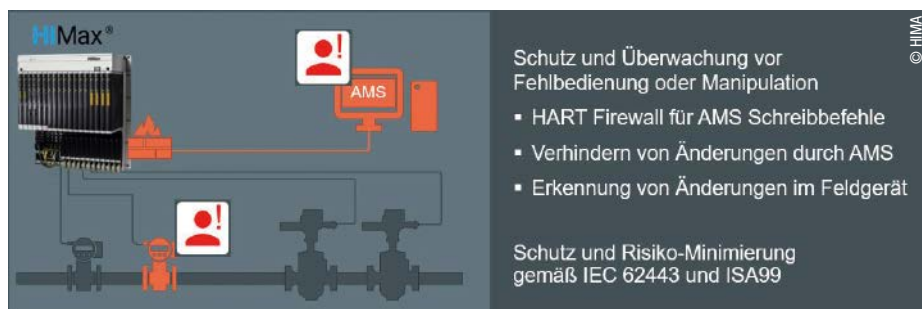 HIMax®
AMS
Schutz und Überwachung vor
Fehlbedienung oder Manipulation
▪ HART Firewall für AMS Schreibbefehle
▪ Verhindern von Änderungen durch AMS
▪ Erkennung von Änderungen im Feldgerät
Schutz und Risiko-Minimierung
gemäß IEC 62443 und ISA99
© HIMA